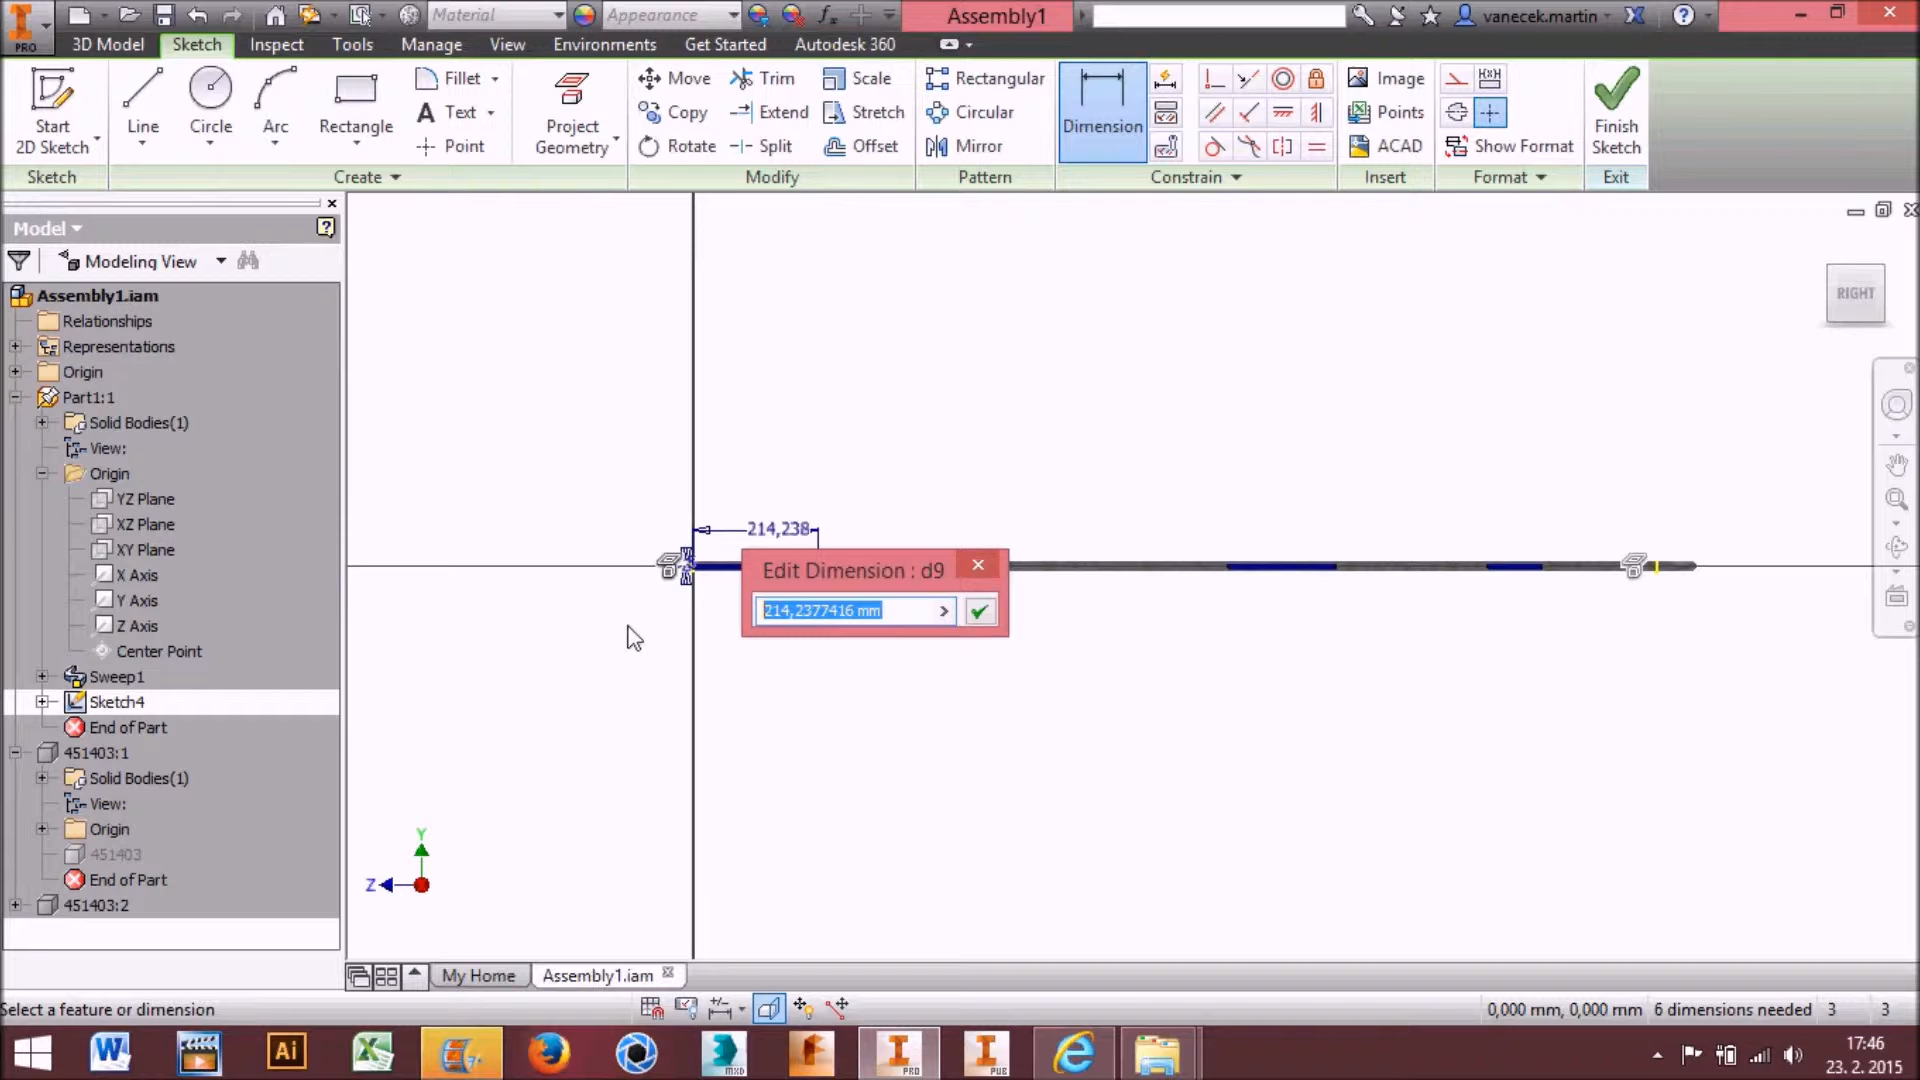 Material
Appearance
Assembly1
vanecek.martin
PRO
3D Model Sketch Inspect Tools Manage View Environments Get Started Autodesk 360
Start
2D Sketch
Line
Circle
Arc
Rectangle
Fillet
Text
Point
Project
Geometry
Move
Copy
Rotate
Trim
Extend
Split
Scale
Stretch
Offset
Rectangular
Circular
Mirror
Dimension
Image
Points
ACAD
Show Format
Finish
Sketch
Sketch Create Modify Pattern Constrain Insert Format Exit
Model
Modeling View
Assembly1.iam
Relationships
Representations
Origin
Part1:1
Solid Bodies(1)
View:
Origin
YZ Plane
XZ Plane
XY Plane
X Axis
Y Axis
Z Axis
Center Point
Sweep1
Sketch4
End of Part
451403:1
Solid Bodies(1)
View:
Origin
451403
End of Part
451403:2
RIGHT
214,238
Edit Dimension : d9
214,2377416 mm
Y
Z
My Home Assembly1.iam
Select a feature or dimension
0,000 mm, 0,000 mm 6 dimensions needed 3 3
Ai
MXD
PRO
PUB
17:46
23. 2. 2015